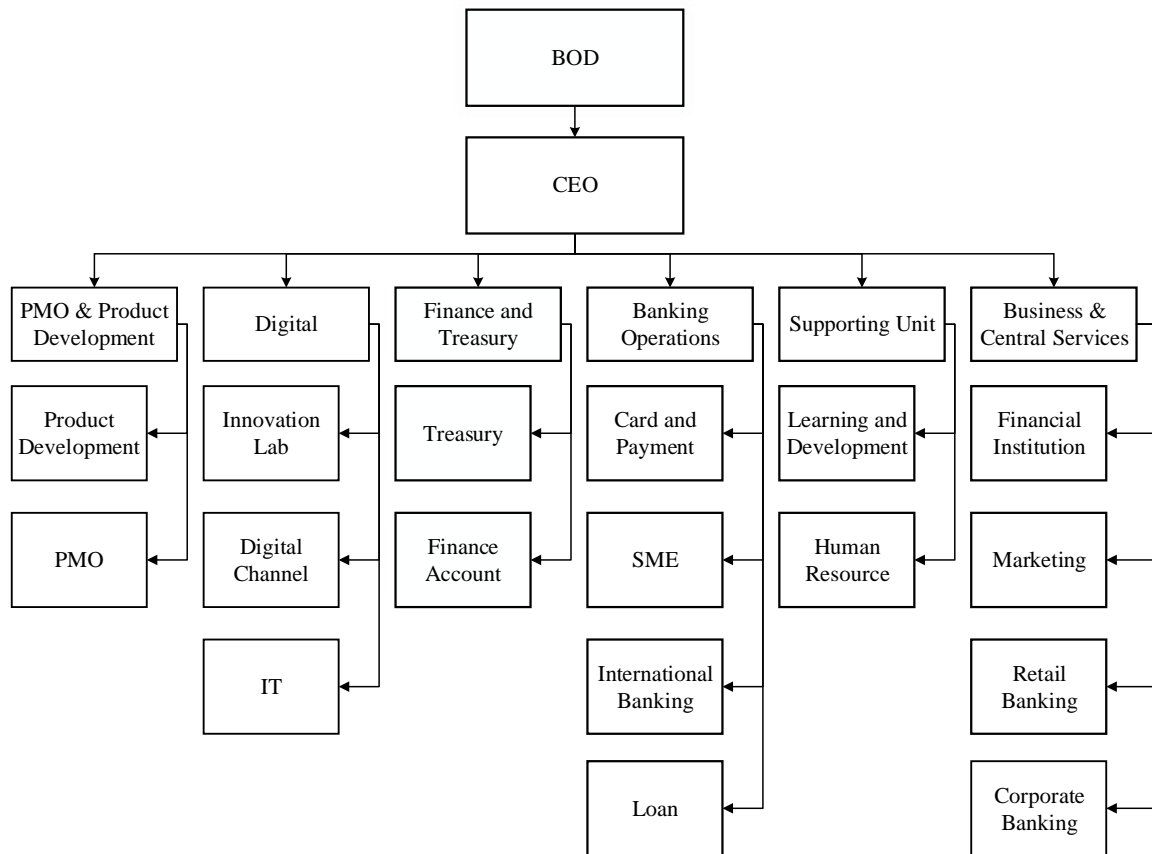 BOD
CEO
PMO & Product
Development
Digital
Finance and
Treasury
Banking
Operations
Supporting Unit
Business &
Central Services
Product
Development
Innovation
Lab
Treasury
Card and
Payment
Learning and
Development
Financial
Institution
PMO
Digital
Channel
Finance
Account
SME
Human
Resource
Marketing
IT
International
Banking
Retail
Banking
Loan
Corporate
Banking